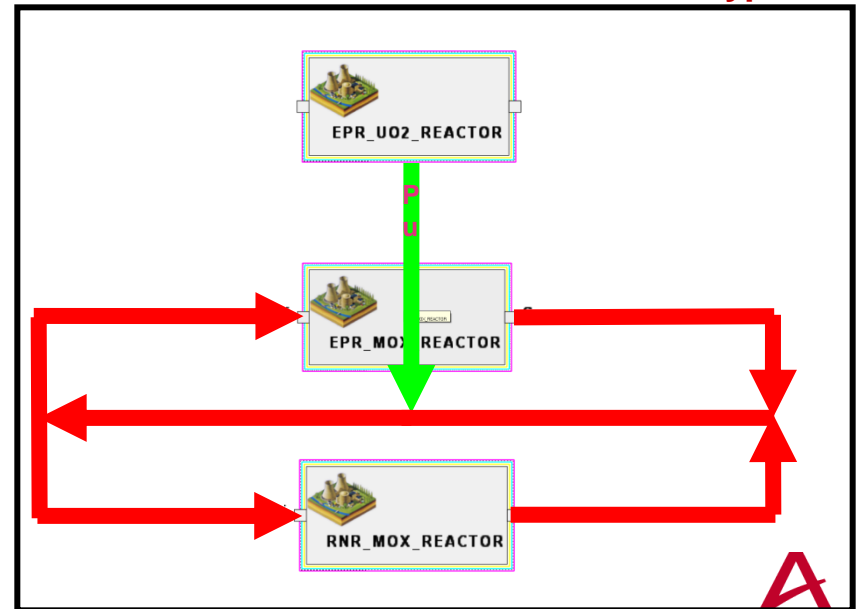 EPR_UO2_REACTOR
P
u
EPR_MOX_REACTOR
RNR_MOX_REACTOR